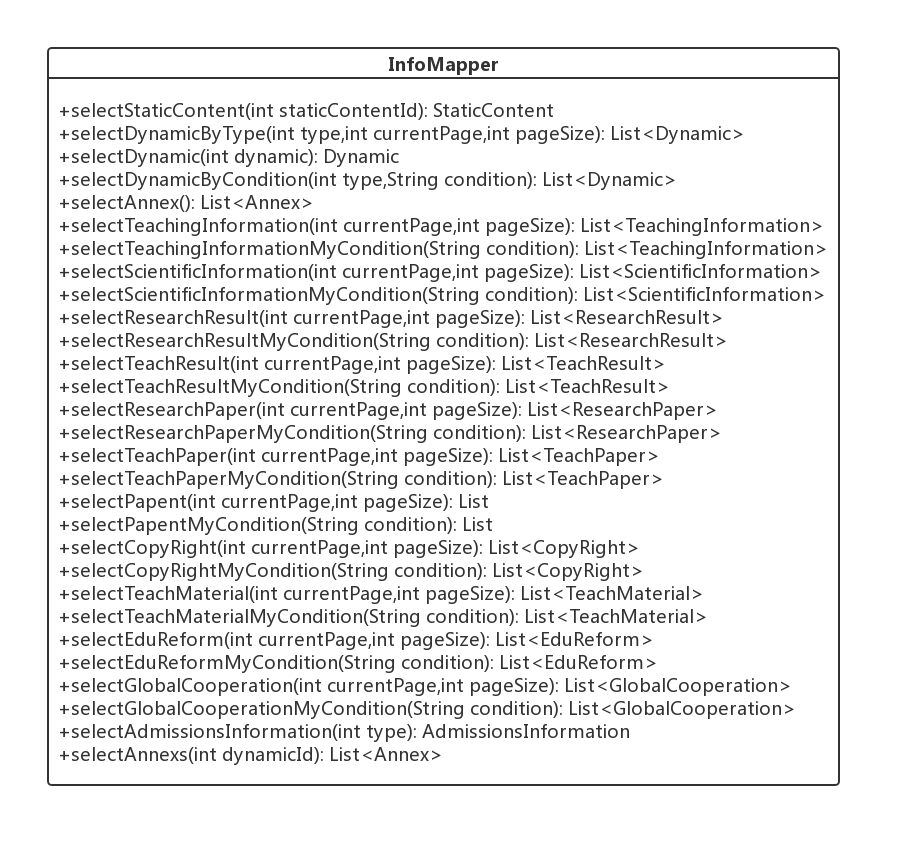 InfoMapper
+selectStaticContent(int staticContentId): StaticContent
+selectDynamicByType(int type,int currentPage,int pageSize): List<Dynamic>
+selectDynamic(int dynamic): Dynamic
+selectDynamicByCondition(int type,String condition): List<Dynamic>
+selectAnnex(): List<Annex>
+selectTeachingInformation(int currentPage,int pageSize): List<TeachingInformation>
+selectTeachingInformationMyCondition(String condition): List<TeachingInformation>
+selectScientificInformation(int currentPage,int pageSize): List<ScientificInformation>
+selectScientificInformationMyCondition(String condition): List<ScientificInformation>
+selectResearchResult(int currentPage,int pageSize): List<ResearchResult>
+selectResearchResultMyCondition(String condition): List<ResearchResult>
+selectTeachResult(int currentPage,int pageSize): List<TeachResult>
+selectTeachResultMyCondition(String condition): List<TeachResult>
+selectResearchPaper(int currentPage,int pageSize): List<ResearchPaper>
+selectResearchPaperMyCondition(String condition): List<ResearchPaper>
+selectTeachPaper(int currentPage,int pageSize): List<TeachPaper>
+selectTeachPaperMyCondition(String condition): List<TeachPaper>
+selectPapent(int currentPage,int pageSize): List
+selectPapentMyCondition(String condition): List
+selectCopyRight(int currentPage,int pageSize): List<CopyRight>
+selectCopyRightMyCondition(String condition): List<CopyRight>
+selectTeachMaterial(int currentPage,int pageSize): List<TeachMaterial>
+selectTeachMaterialMyCondition(String condition): List<TeachMaterial>
+selectEduReform(int currentPage,int pageSize): List<EduReform>
+selectEduReformMyCondition(String condition): List<EduReform>
+selectGlobalCooperation(int currentPage,int pageSize): List<GlobalCooperation>
+selectGlobalCooperationMyCondition(String condition): List<GlobalCooperation>
+selectAdmissionsInformation(int type): AdmissionsInformation
+selectAnnexs(int dynamicId): List<Annex>